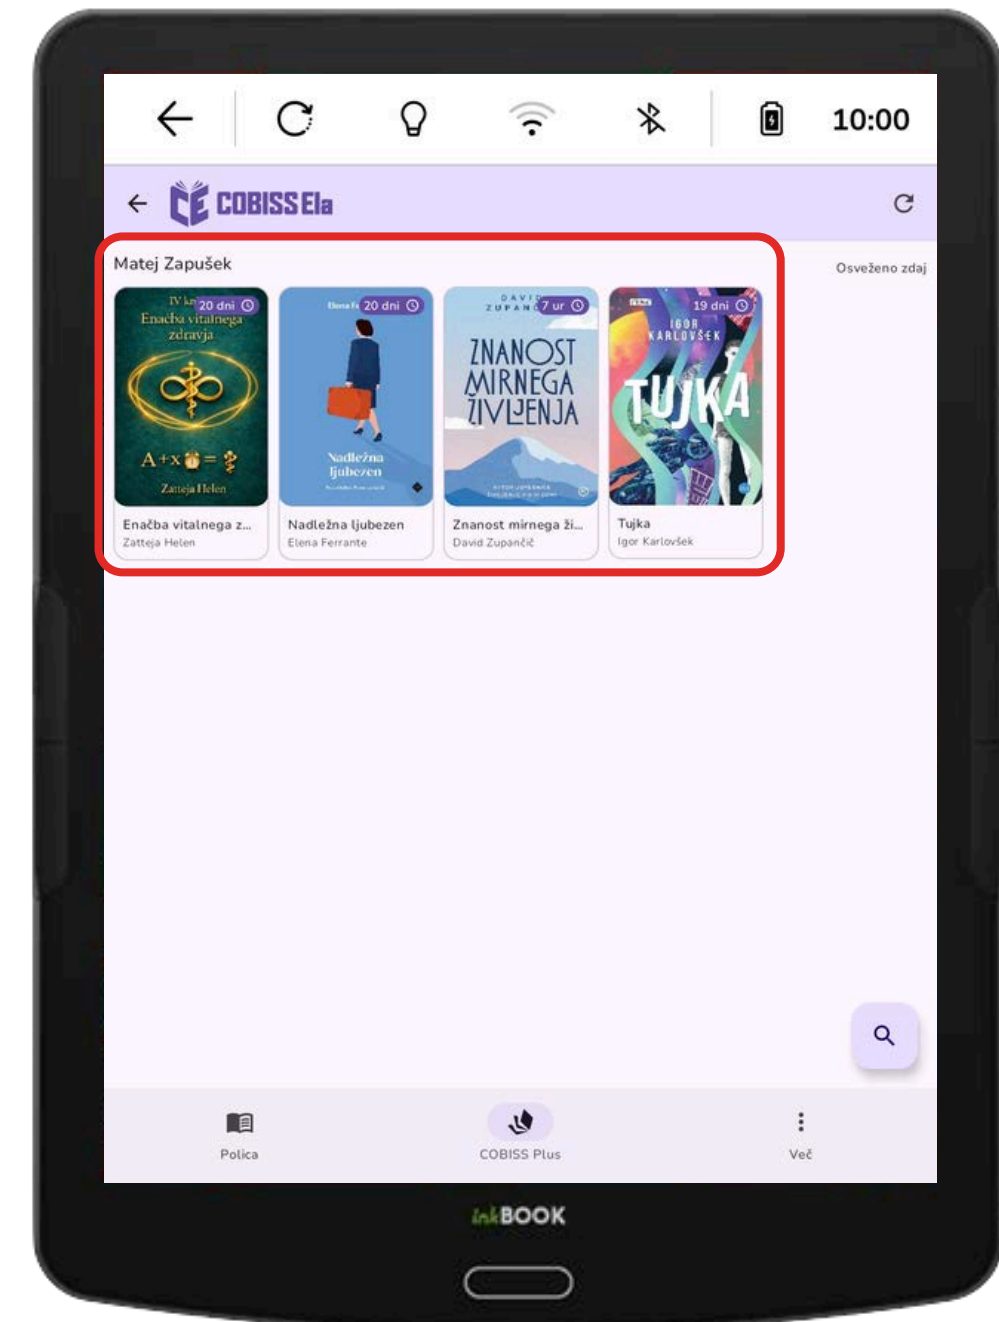 10:00
COBISS Ela
Matej Zapušek
Osveženo zdaj
20 dni
Enačba vitalnega
zdravja
A+x = 
Zatteja Helen
20 dni
Nadležna
ljubezen
DAVID
7 ur
ZNANOST
MIRNEGA
ŽIVLJENJA
19 dni
IGOR
KARLOVŠEK
TUJKA
Enačba vitalnega z...
Zatteja Helen
Nadležna ljubezen
Elena Ferrante
Znanost mirnega ži...
David Zupančič
Tujka
Igor Karlovšek
Polica
COBISS Plus
Več
inkBOOK